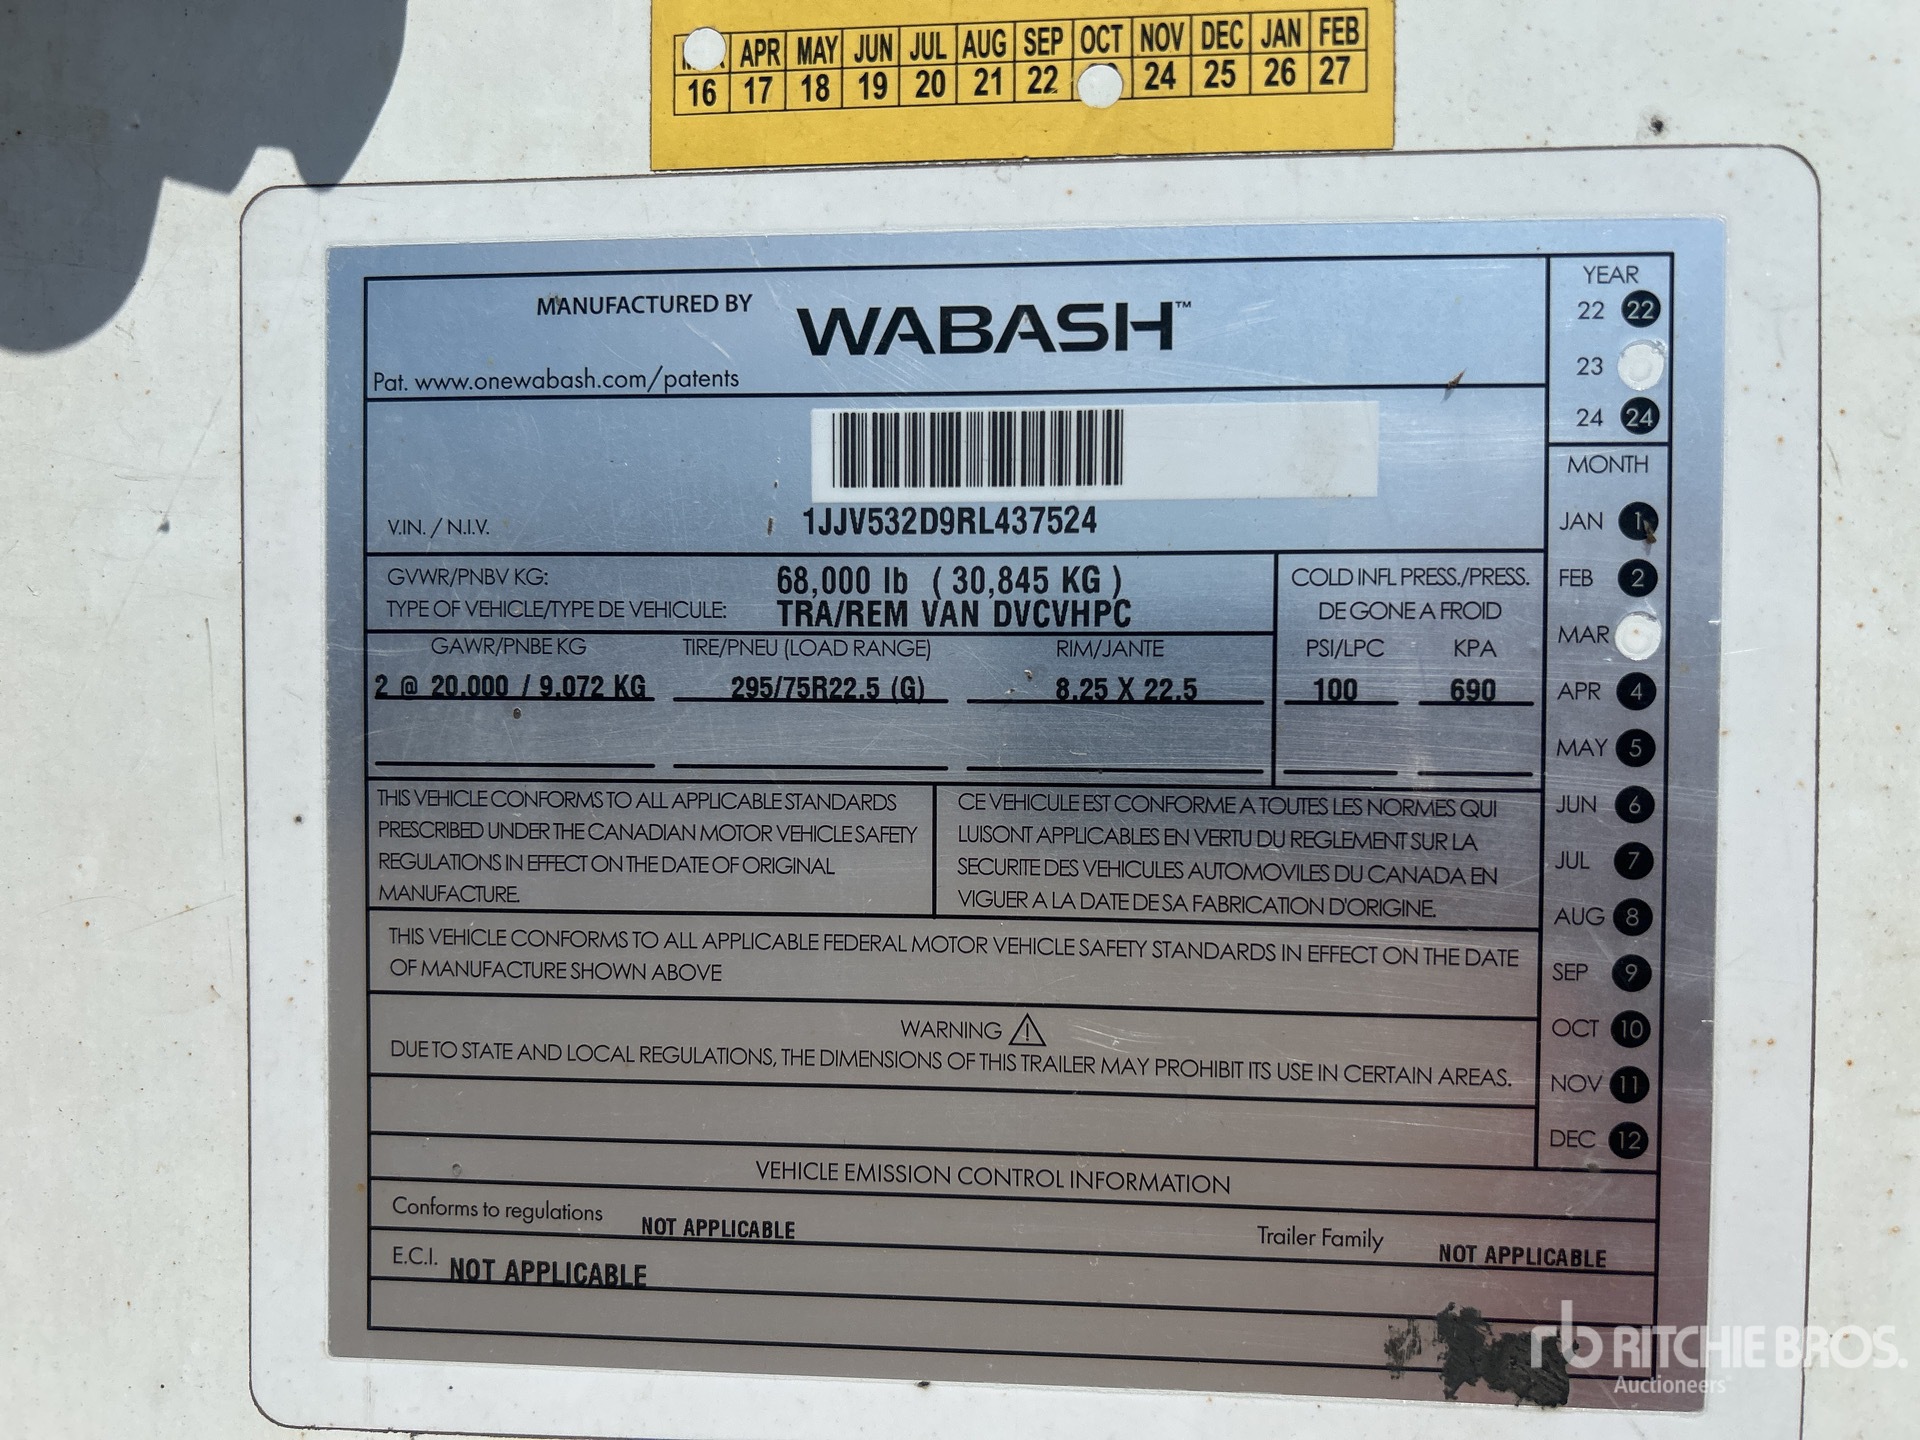 APR MAY JUN JUL AUG SEP OCT NOV DEC JAN FEB
16 17 18 19 20 21 22 24 25 26 27
MANUFACTURED BY WABASH™
Pat. www.onewabash.com/patents
V.IN. / N.I.V. 1JJV532D9RL437524
GVWR/PNBV KG: 68,000 lb ( 30,845 KG )
TYPE OF VEHICLE/TYPE DE VEHICULE: TRA/REM VAN DVCVHPC
COLD INFL PRESS./PRESS.
DE GONE A FROID
GAWR/PNBE KG TIRE/PNEU (LOAD RANGE) RIM/JANTE PSI/LPC KPA
2 @ 20,000 / 9,072 KG 295/75R22.5 (G) 8.25 X 22.5 100 690
THIS VEHICLE CONFORMS TO ALL APPLICABLE STANDARDS
PRESCRIBED UNDER THE CANADIAN MOTOR VEHICLE SAFETY
REGULATIONS IN EFFECT ON THE DATE OF ORIGINAL
MANUFACTURE.
CE VEHICULE EST CONFORME A TOUTES LES NORMES QUI
LUISONT APPLICABLES EN VERTU DU REGLEMENT SUR LA
SECURITE DES VEHICULES AUTOMOVILES DU CANADA EN
VIGUER A LA DATE DE SA FABRICATION D'ORIGINE.
THIS VEHICLE CONFORMS TO ALL APPLICABLE FEDERAL MOTOR VEHICLE SAFETY STANDARDS IN EFFECT ON THE DATE
OF MANUFACTURE SHOWN ABOVE
WARNING
DUE TO STATE AND LOCAL REGULATIONS, THE DIMENSIONS OF THIS TRAILER MAY PROHIBIT ITS USE IN CERTAIN AREAS.
VEHICLE EMISSION CONTROL INFORMATION
Conforms to regulations NOT APPLICABLE Trailer Family NOT APPLICABLE
E.C.I. NOT APPLICABLE
YEAR
22 22
23
24 24
MONTH
JAN 1
FEB 2
MAR
APR 4
MAY 5
JUN 6
JUL 7
AUG 8
SEP 9
OCT 10
NOV 11
DEC 12
rb RITCHIE BROS.
Auctioneers